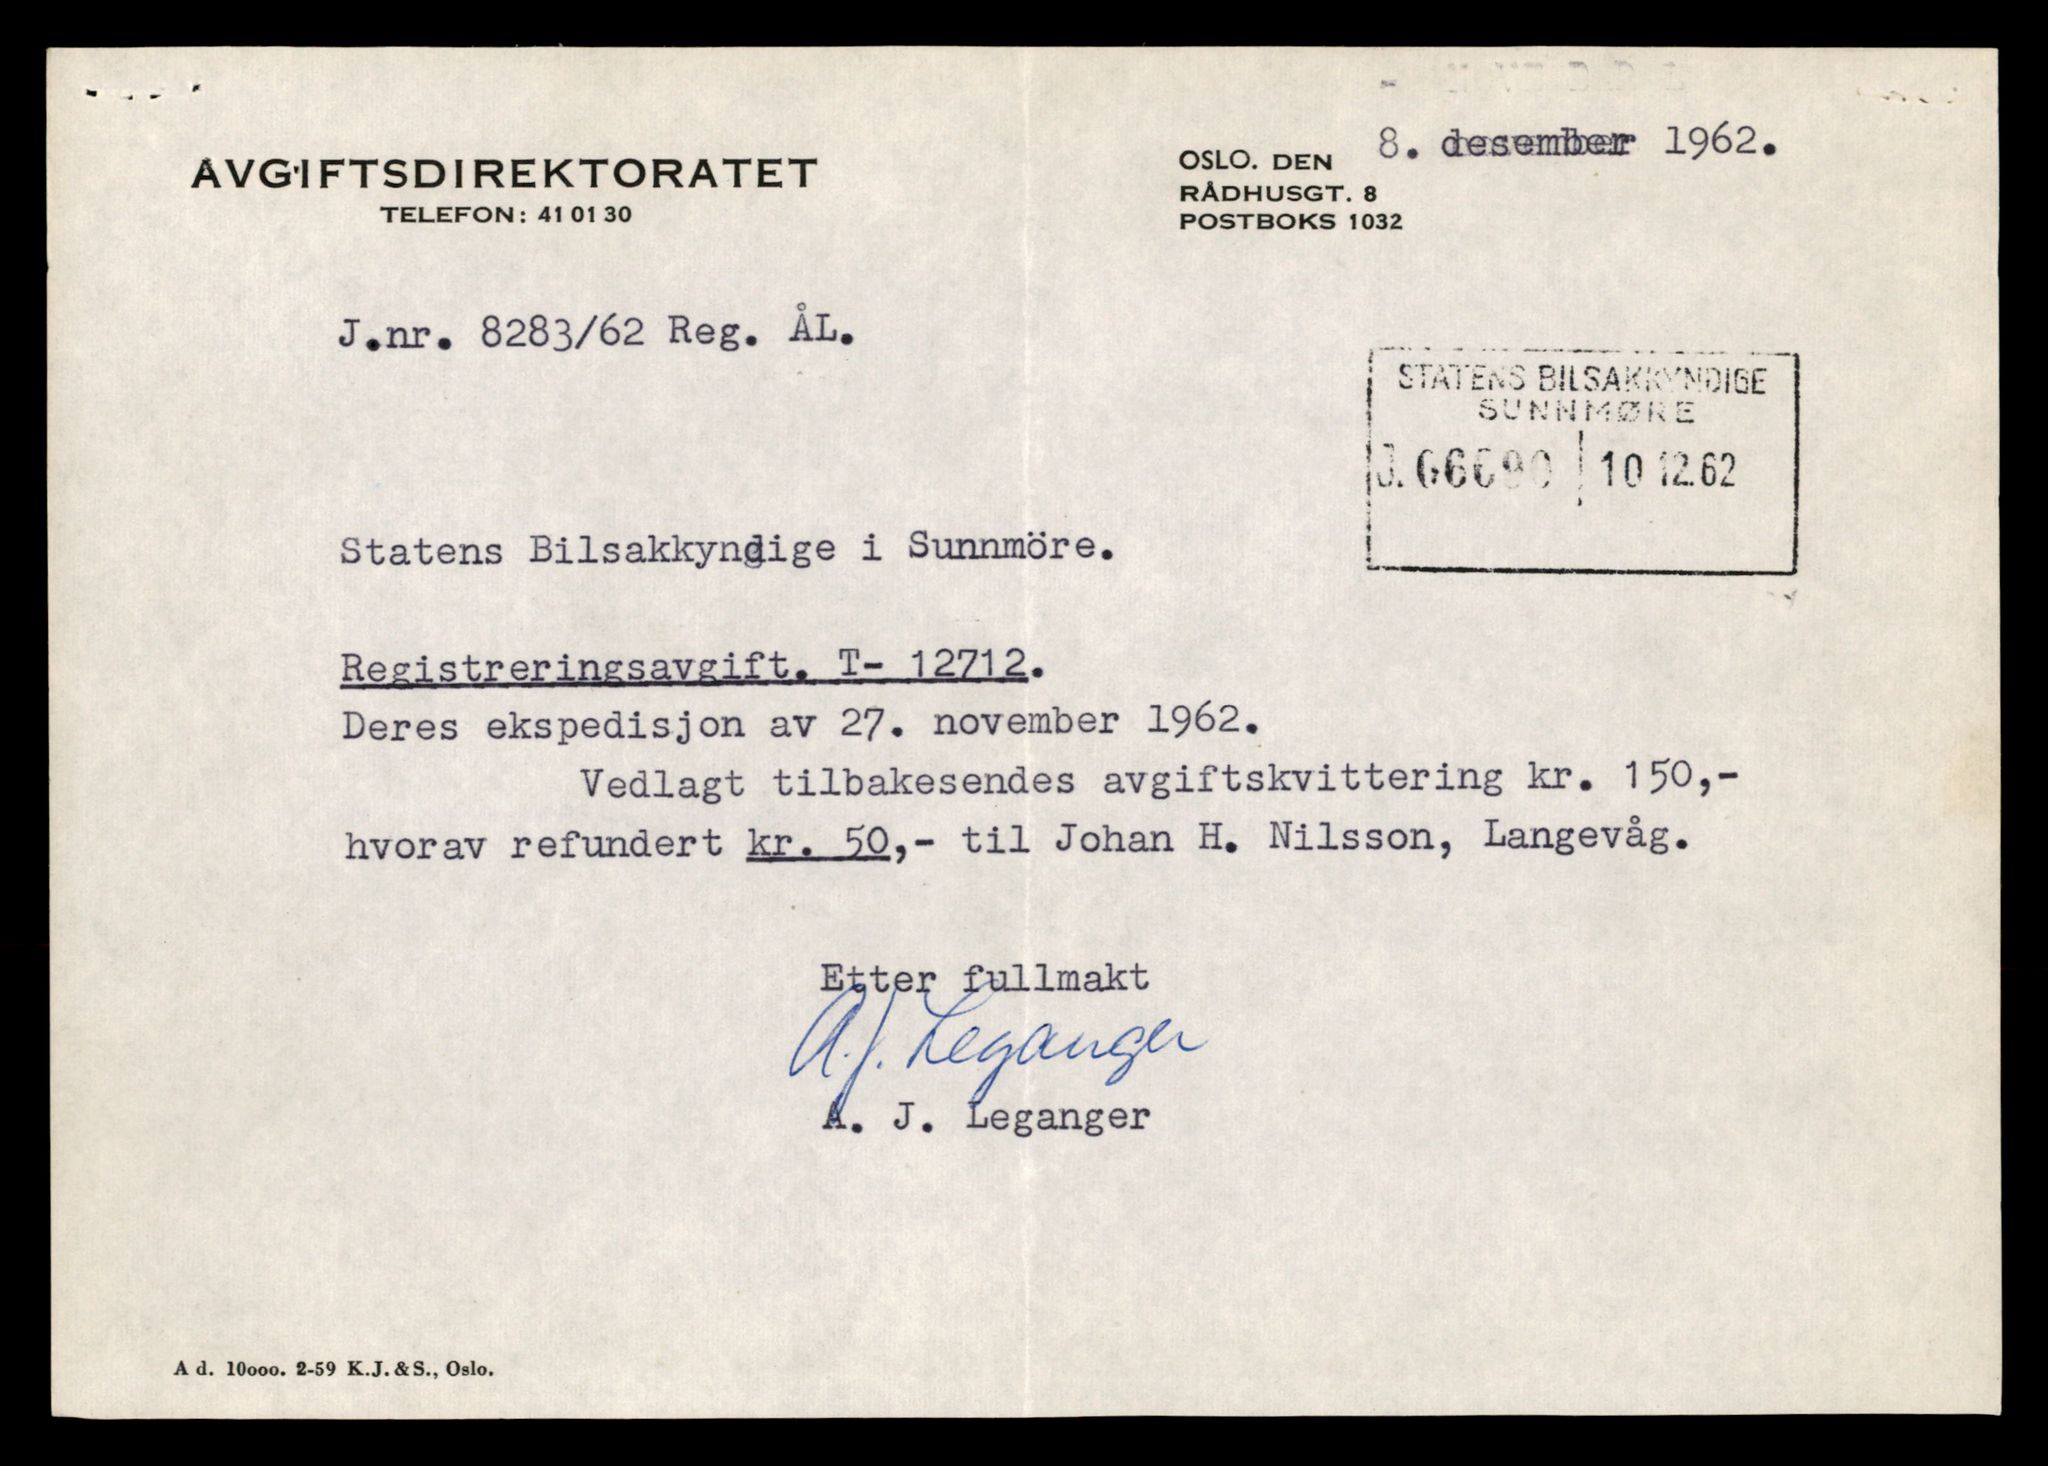 AVGIFTSDIREKTORATET
TELEFON: 41 01 30
OSLO. DEN 8. desember 1962.
RÅDHUSGT. 8
POSTBOKS 1032
J.nr. 8283/62 Reg. ÅL.
STATENS BILSAKKYNDIGE
SUNNMØRE
J. 10 12.62
Statens Bilsakkyndige i Sunnmöre.
Registreringsavgift. T- 12712.
Deres ekspedisjon av 27. november 1962.
Vedlagt tilbakesendes avgiftskvittering kr. 150,-
hvorav refundert kr. 50,- til Johan H. Nilsson, Langevåg.
Etter fullmakt
A. J. Leganger
A. J. Leganger
A d. 10000. 2-59 K.J.&S., Oslo.